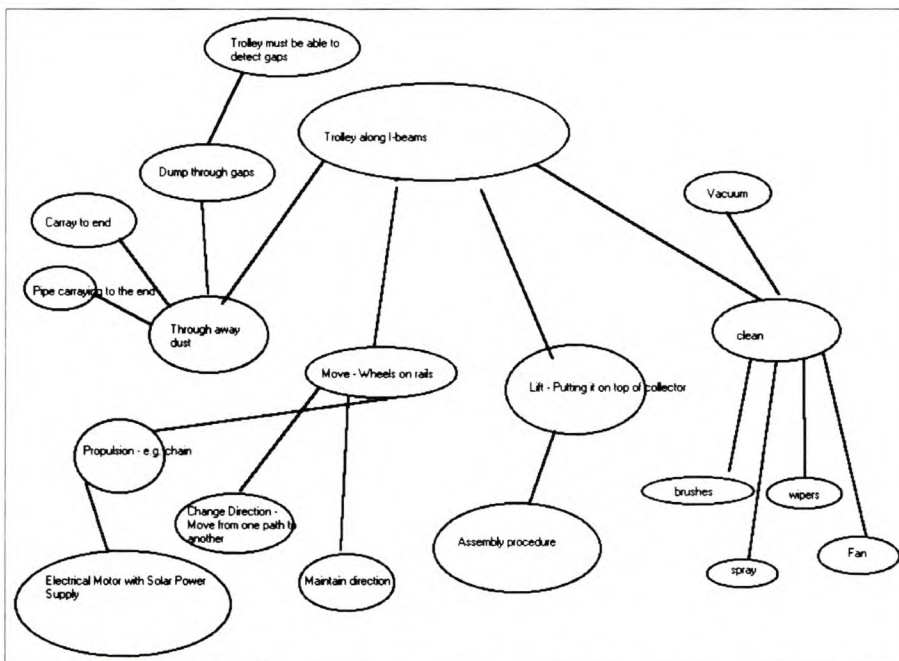 Trolley must be able to
detect gaps
Trolley along I-beams
Dump through gaps
Vacuum
Carray to end
Pipe carraying to the end
Through away
dust
clean
Move - Wheels on rails
Lift - Putting it on top of collector
Propulsion - e.g. chain
brushes
wipers
Change Direction -
Move from one path to
another
Assembly procedure
Fan
spray
Electrical Motor with Solar Power
Supply
Maintain direction